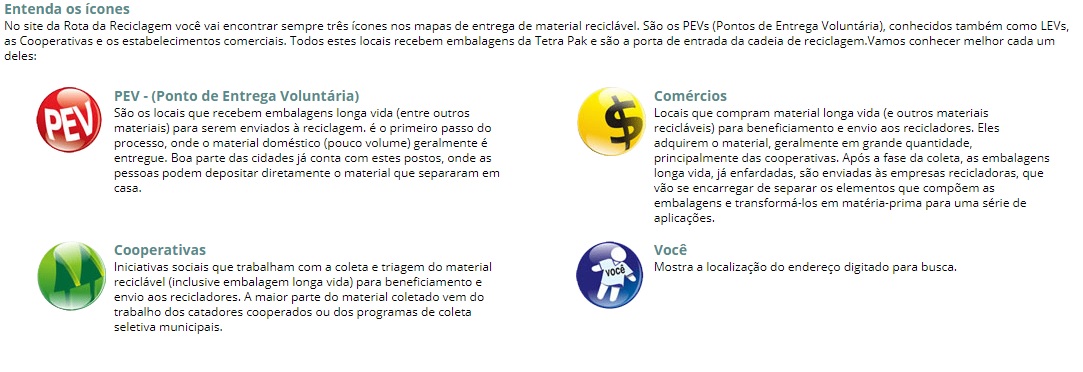 Entenda os ícones
No site da Rota da Reciclagem você vai encontrar sempre três ícones nos mapas de entrega de material reciclável. São os PEVs (Pontos de Entrega Voluntária), conhecidos também como LEVs,
as Cooperativas e os estabelecimentos comerciais. Todos estes locais recebem embalagens da Tetra Pak e são a porta de entrada da cadeia de reciclagem.Vamos conhecer melhor cada um
deles:
PEV
PEV - (Ponto de Entrega Voluntária)
São os locais que recebem embalagens longa vida (entre outros
materiais) para serem enviados à reciclagem. é o primeiro passo do
processo, onde o material doméstico (pouco volume) geralmente é
entregue. Boa parte das cidades já conta com estes postos, onde as
pessoas podem depositar diretamente o material que separaram em
casa.
$
Comércios
Locais que compram material longa vida (e outros materiais
recicláveis) para beneficiamento e envio aos recicladores. Eles
adquirem o material, geralmente em grande quantidade,
principalmente das cooperativas. Após a fase da coleta, as embalagens
longa vida, já enfardadas, são enviadas às empresas recicladoras, que
vão se encarregar de separar os elementos que compõem as
embalagens e transformá-los em matéria-prima para uma série de
aplicações.
Cooperativas
Iniciativas sociais que trabalham com a coleta e triagem do material
reciclável (inclusive embalagem longa vida) para beneficiamento e
envio aos recicladores. A maior parte do material coletado vem do
trabalho dos catadores cooperados ou dos programas de coleta
seletiva municipais.
você
Você
Mostra a localização do endereço digitado para busca.